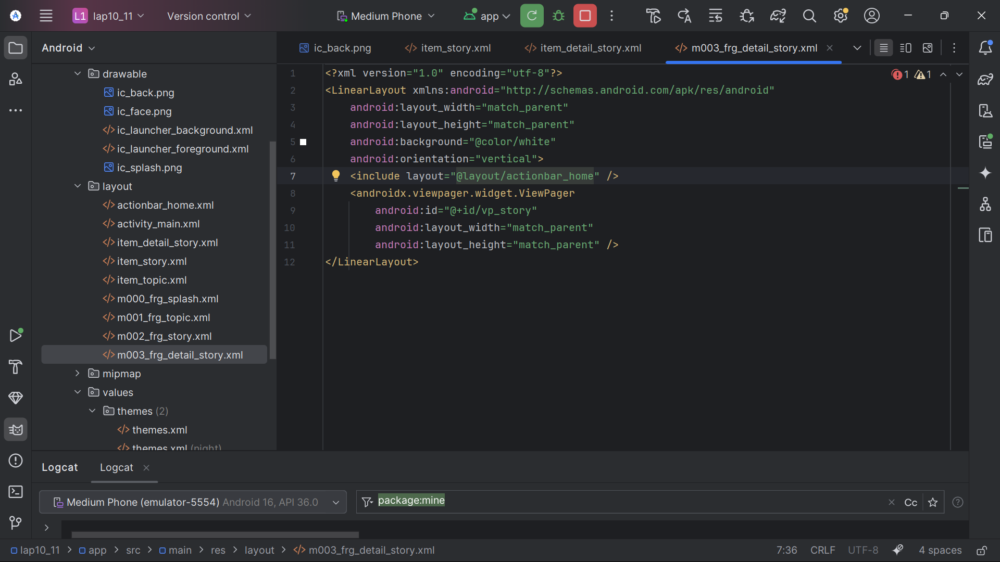 L1 lap10_11 Version control Medium Phone app
Android
ic_back.png item_story.xml item_detail_story.xml m003_frg_detail_story.xml
drawable
ic_back.png
ic_face.png
ic_launcher_background.xml
ic_launcher_foreground.xml
ic_splash.png
layout
actionbar_home.xml
activity_main.xml
item_detail_story.xml
item_story.xml
item_topic.xml
m000_frg_splash.xml
m001_frg_topic.xml
m002_frg_story.xml
m003_frg_detail_story.xml
mipmap
values
themes (2)
themes.xml
themes.xml (night)
1 <?xml version="1.0" encoding="utf-8"?>
2 <LinearLayout xmlns:android="http://schemas.android.com/apk/res/android"
3 android:layout_width="match_parent"
4 android:layout_height="match_parent"
5 android:background="@color/white"
6 android:orientation="vertical">
7 <include layout="@layout/actionbar_home" />
8 <androidx.viewpager.widget.ViewPager
9 android:id="@+id/vp_story"
10 android:layout_width="match_parent"
11 android:layout_height="match_parent" />
12 </LinearLayout>
1 1
Logcat Logcat
Medium Phone (emulator-5554) Android 16, API 36.0
package:mine
Cc
lap10_11 > app > src > main > res > layout > m003_frg_detail_story.xml
7:36 CRLF UTF-8 4 spaces